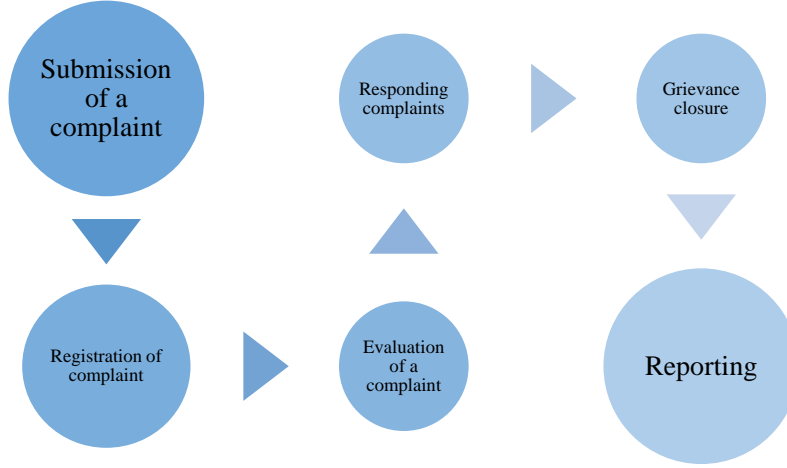 Submission
of a
complaint
Registration of
complaint
Evaluation
of a
complaint
Responding
complaints
Grievance
closure
Reporting